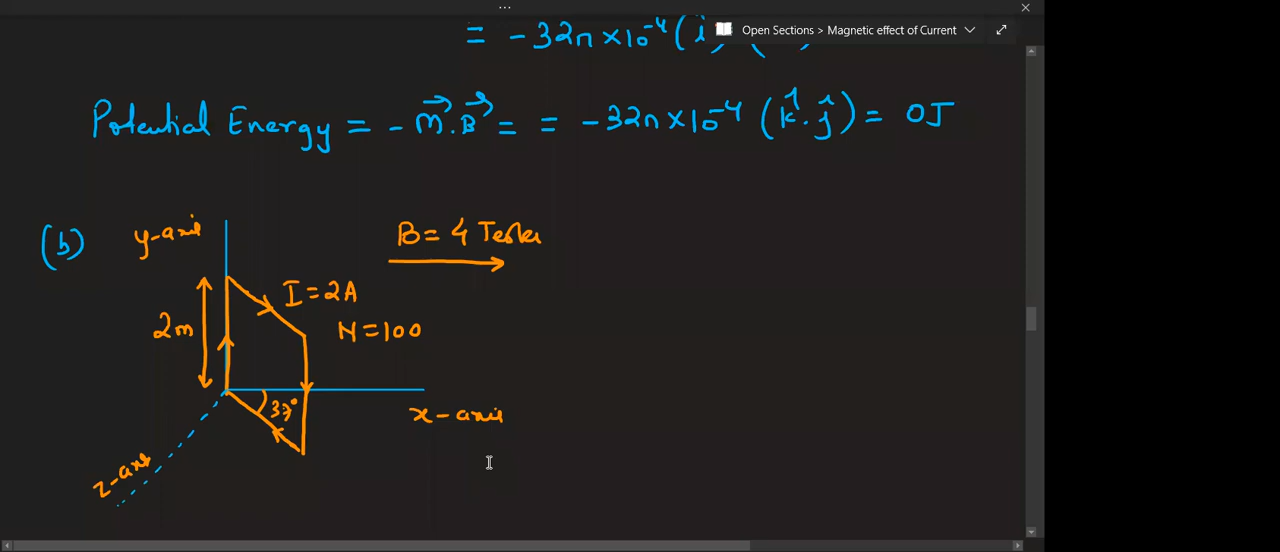 Open Sections > Magnetic effect of Current
= -32π×10⁻⁴ (i)
Potential Energy = - m⃗.B⃗ = = -32π×10⁻⁴ (k̂.ĵ) = 0J
(b)
y-axis
B = 4 Tesla
I = 2A
2m
N = 100
37°
x-axis
z-axis